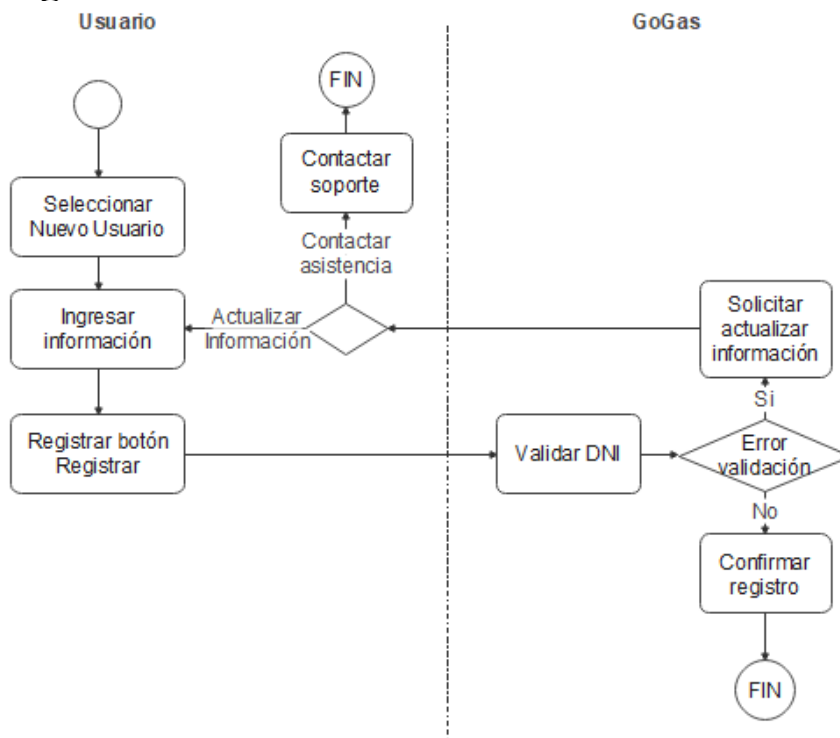 Usuario
GoGas
FIN
Contactar
soporte
Seleccionar
Nuevo Usuario
Contactar
asistencia
Ingresar
información
Actualizar
Información
Solicitar
actualizar
información
Si
Registrar botón
Registrar
Validar DNI
Error
validación
No
Confirmar
registro
FIN